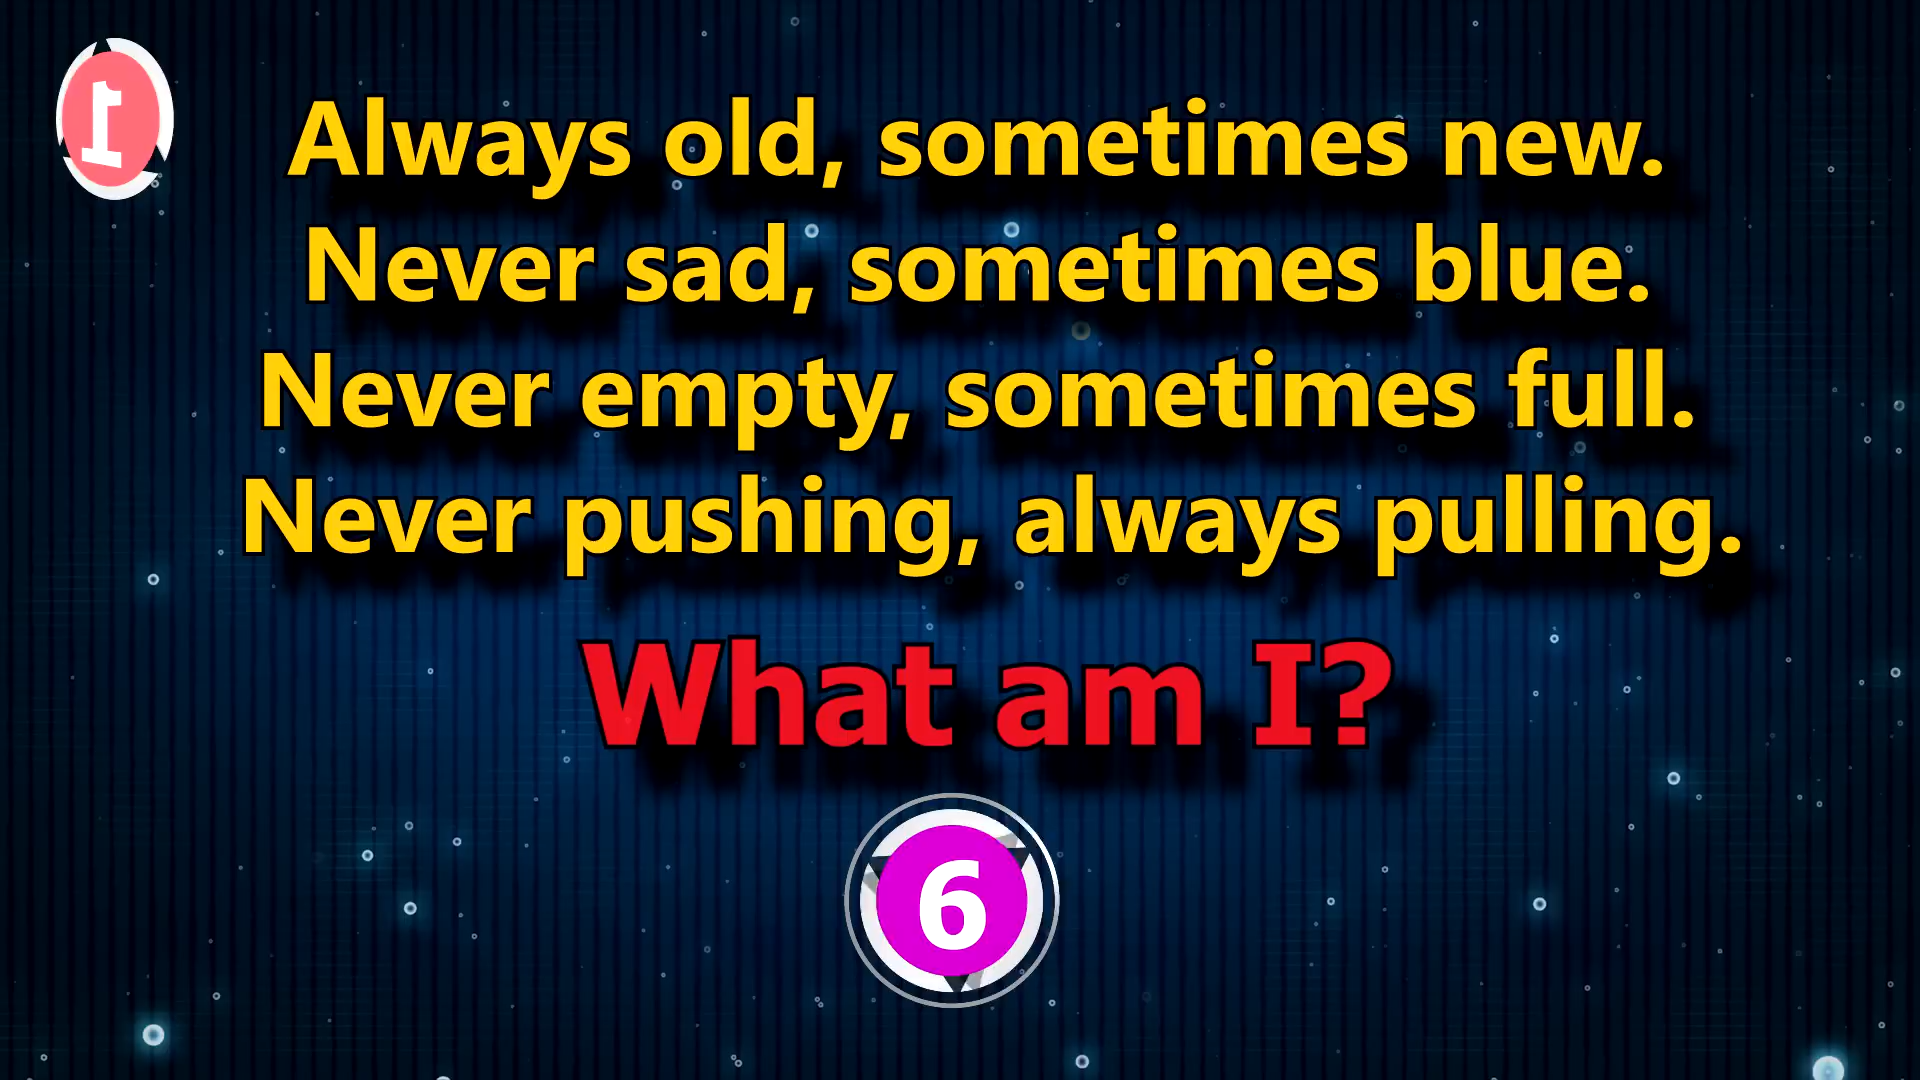 1
Always old, sometimes new.
Never sad, sometimes blue.
Never empty, sometimes full.
Never pushing, always pulling.
What am I?
6